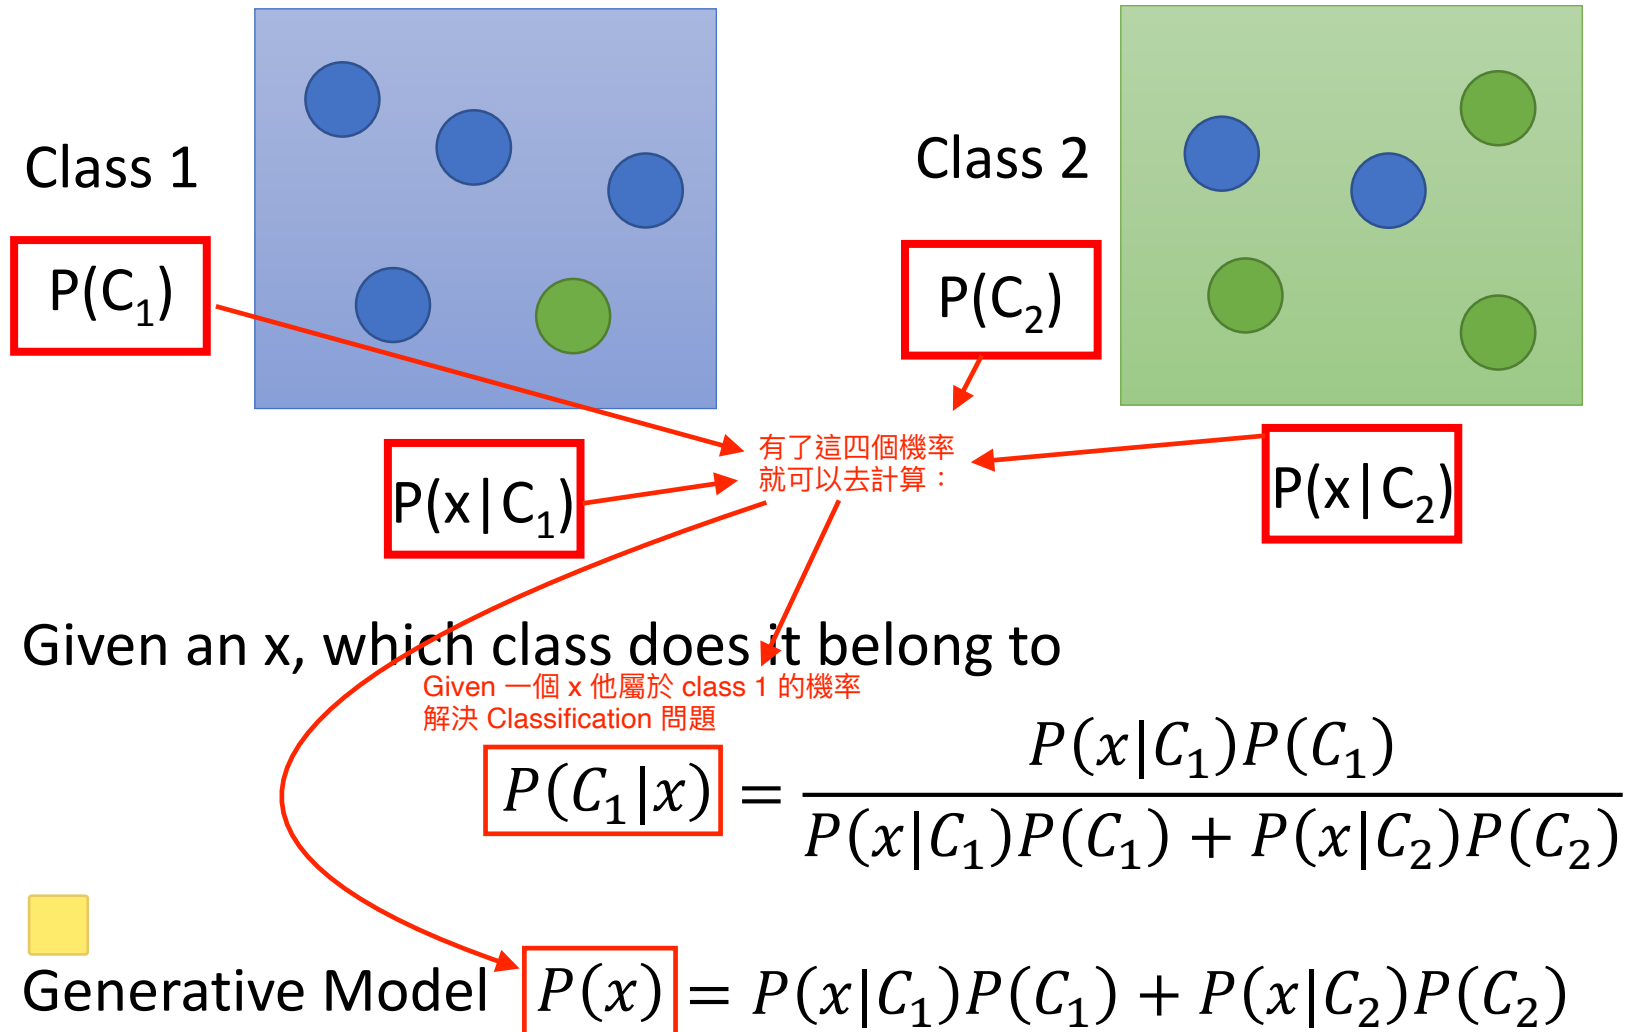 Class 1
Class 2
P(C₁)
P(C₂)
有了這四個機率
就可以去計算：
P(x|C₁)
P(x|C₂)
Given an x, which class does it belong to
Given 一個 x 他屬於 class 1 的機率
解決 Classification 問題
P(C₁|x) = P(x|C₁)P(C₁) / P(x|C₁)P(C₁) + P(x|C₂)P(C₂)
Generative Model P(x) = P(x|C₁)P(C₁) + P(x|C₂)P(C₂)